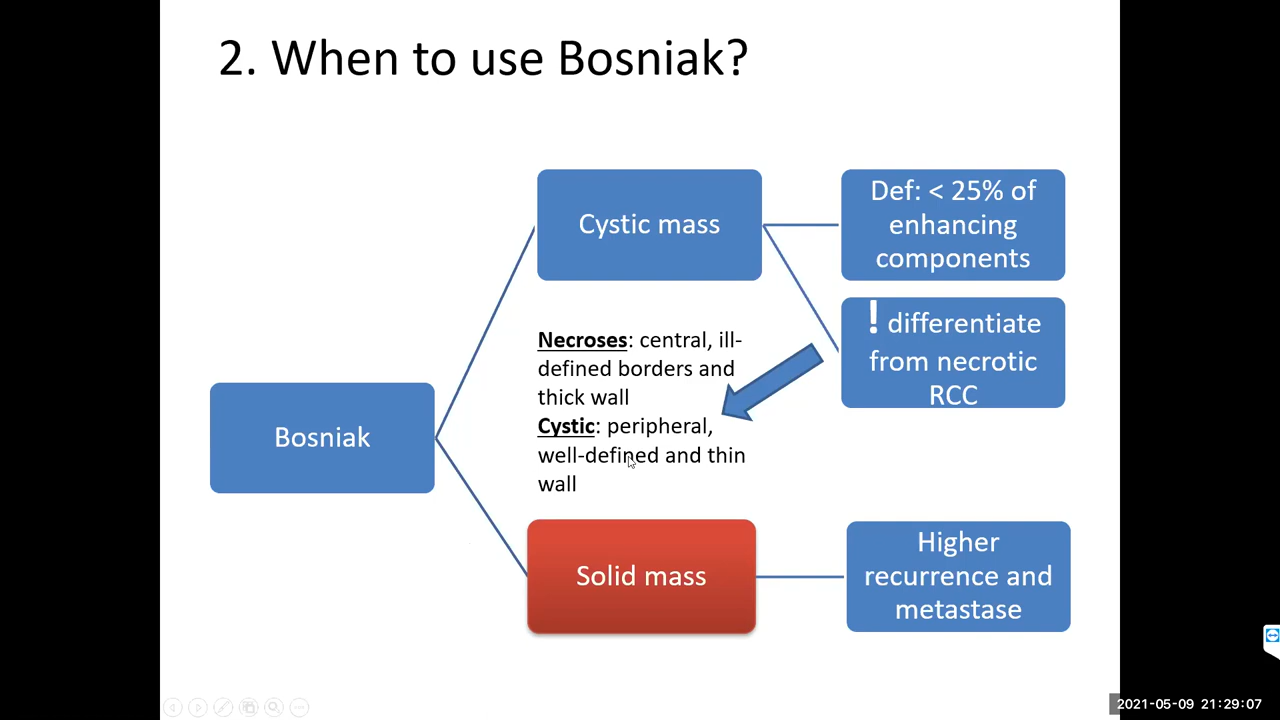 2. When to use Bosniak?
Cystic mass
Def: < 25% of
enhancing
components
! differentiate
from necrotic
RCC
Necroses: central, ill-
defined borders and
thick wall
Cystic: peripheral,
well-defined and thin
wall
Bosniak
Solid mass
Higher
recurrence and
metastase
2021-05-09 21:29:07